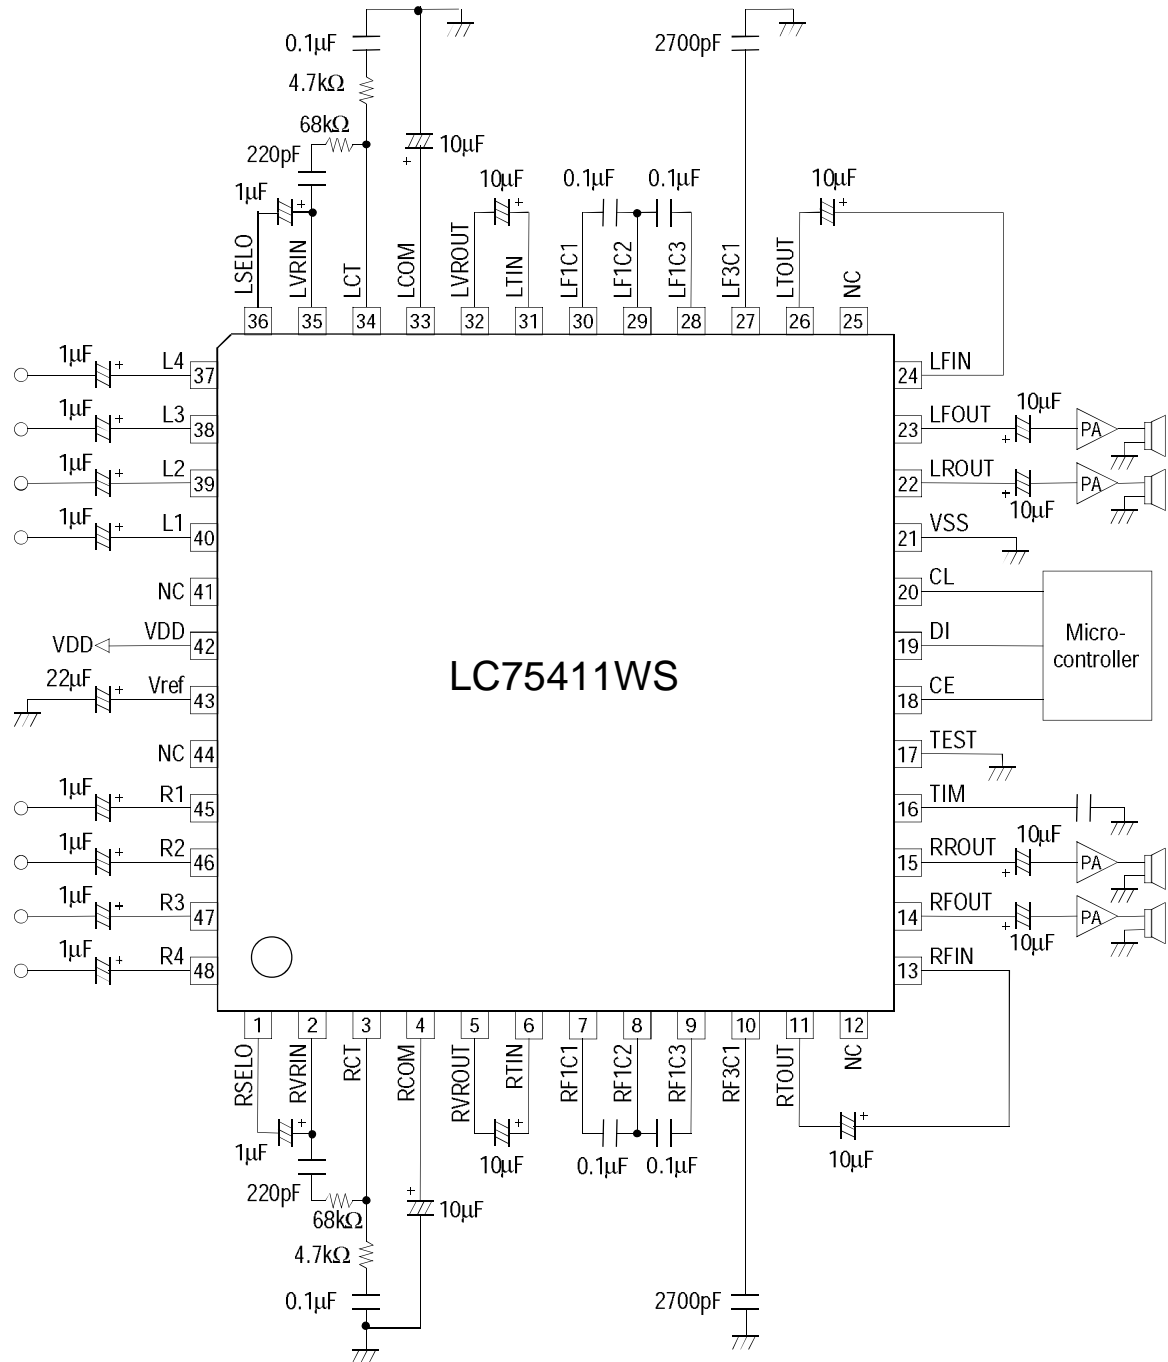 0.1µF
2700pF
4.7kΩ
68kΩ
10µF
220pF
1µF
10µF
0.1µF
0.1µF
10µF
LSELO
LVRIN
LCT
LCOM
LVROUT
LTIN
LF1C1
LF1C2
LF1C3
LF3C1
LTOUT
NC
36
35
34
33
32
31
30
29
28
27
26
25
1µF
L4
37
24
LFIN
1µF
L3
38
23
LFOUT
10µF
PA
1µF
L2
39
22
LROUT
10µF
PA
1µF
L1
40
21
VSS
NC
41
20
CL
VDD
VDD
42
19
DI
Micro-
controller
22µF
Vref
43
LC75411WS
18
CE
NC
44
17
TEST
1µF
R1
45
16
TIM
1µF
R2
46
15
RROUT
10µF
PA
1µF
R3
47
14
RFOUT
10µF
PA
1µF
R4
48
13
RFIN
1
2
3
4
5
6
7
8
9
10
11
12
RSELO
RVRIN
RCT
RCOM
RVROUT
RTIN
RF1C1
RF1C2
RF1C3
RF3C1
RTOUT
NC
1µF
10µF
0.1µF
0.1µF
10µF
220pF
68kΩ
10µF
4.7kΩ
0.1µF
2700pF